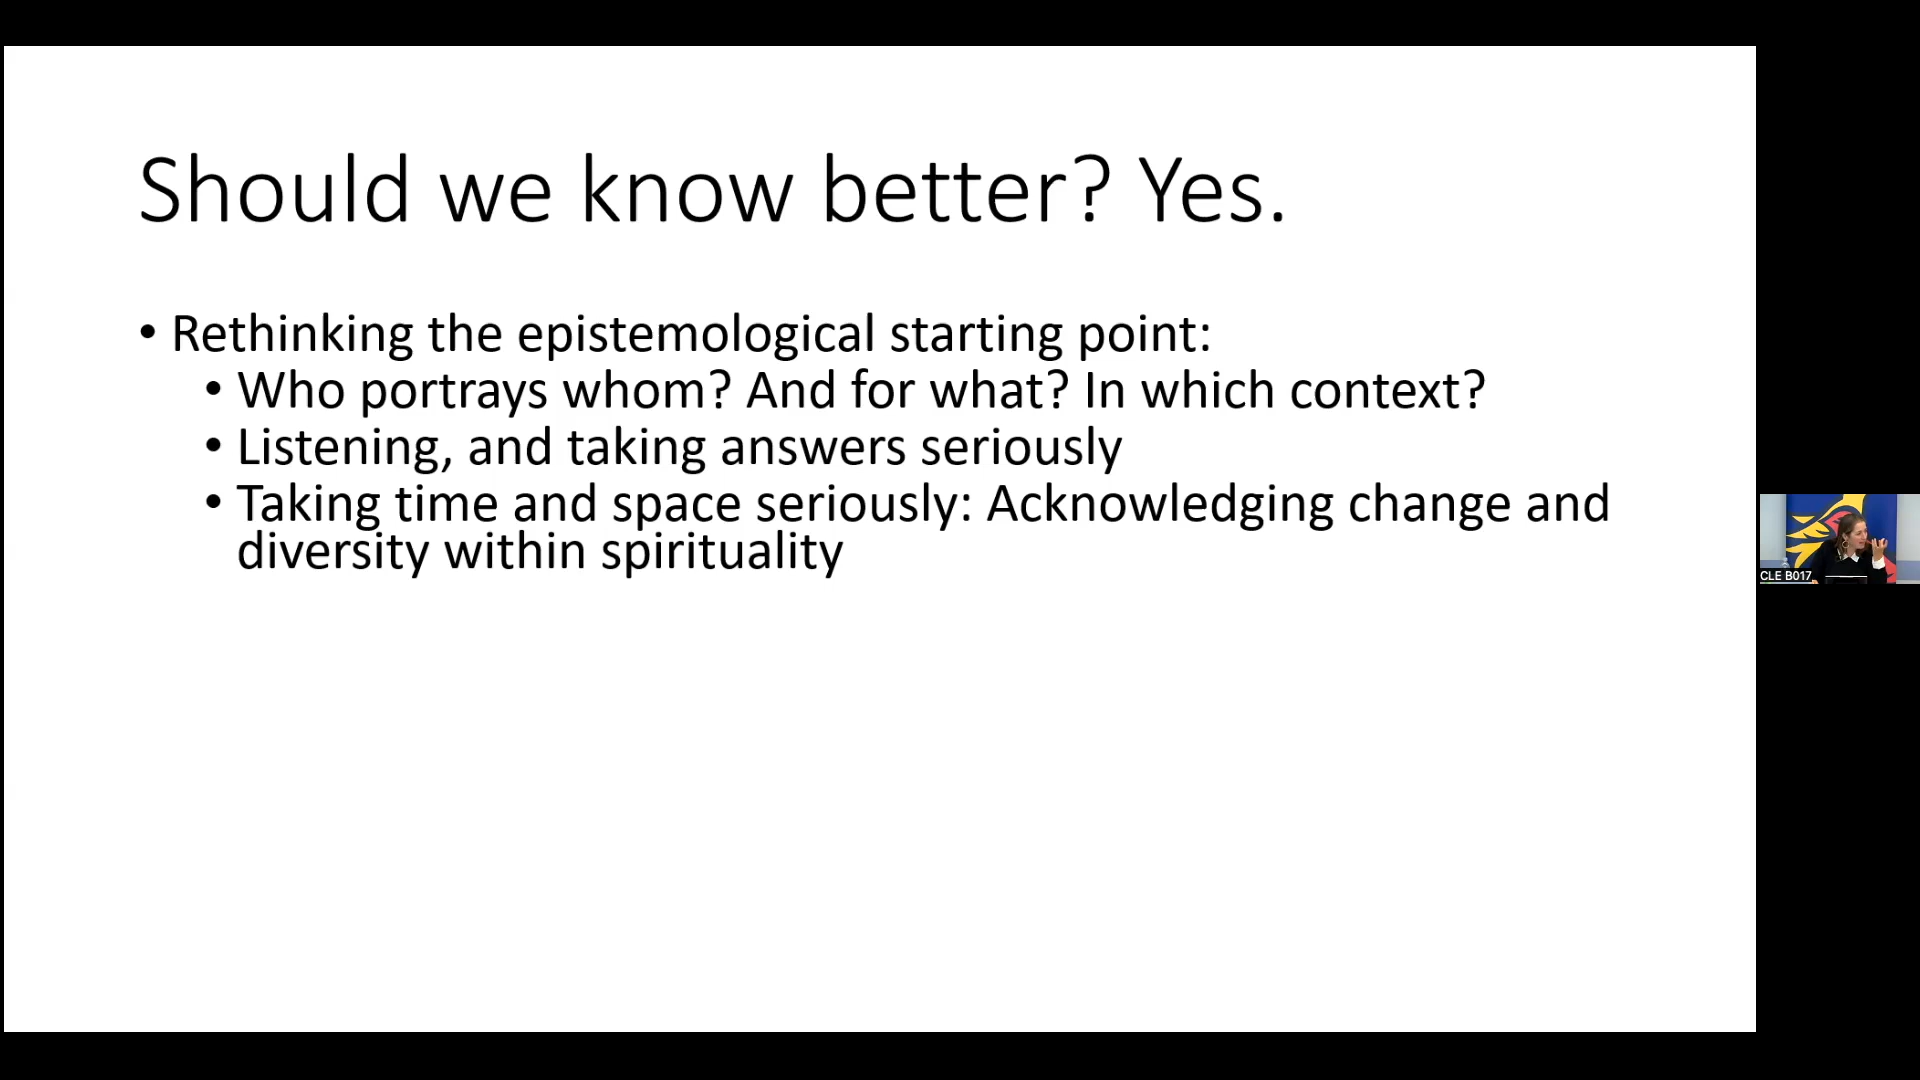 Should we know better? Yes.
• Rethinking the epistemological starting point:
• Who portrays whom? And for what? In which context?
• Listening, and taking answers seriously
• Taking time and space seriously: Acknowledging change and
diversity within spirituality
CLE B017